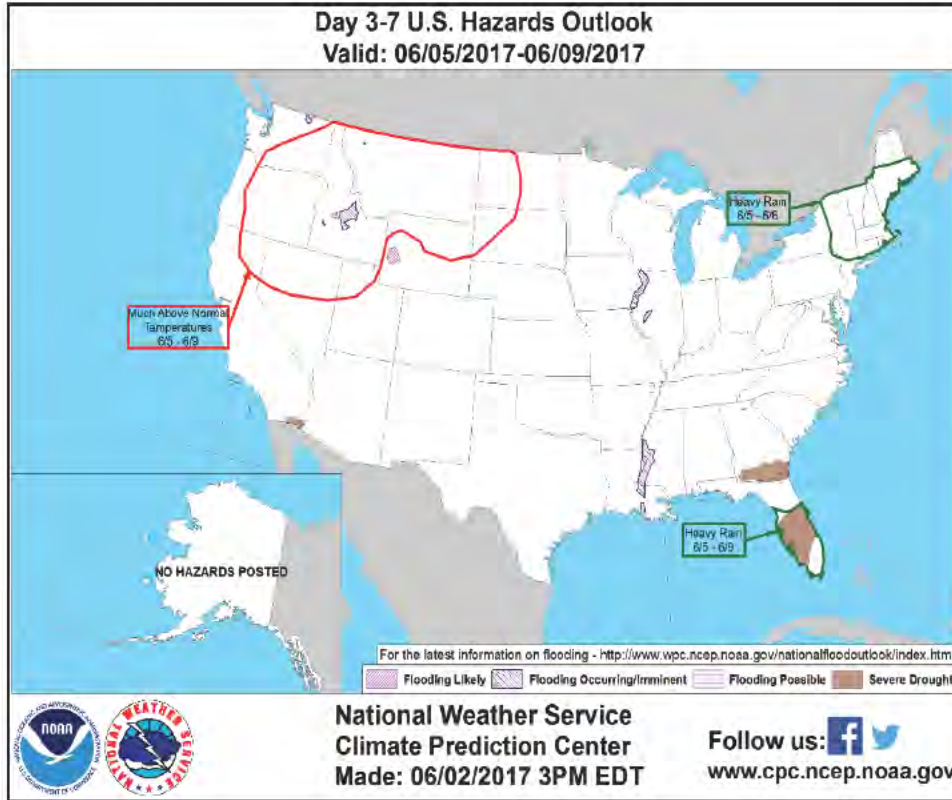 Day 3-7 U.S. Hazards Outlook
Valid: 06/05/2017-06/09/2017
Heavy Rain
6/5 - 6/6
Much Above Normal
Temperatures
6/5 - 6/9
Heavy Rain
6/5 - 6/9
NO HAZARDS POSTED
For the latest information on flooding - http://www.wpc.ncep.noaa.gov/nationalfloodoutlook/index.htm
Flooding Likely
Flooding Occurring/Imminent
Flooding Possible
Severe Drought
NOAA
NATIONAL WEATHER SERVICE
National Weather Service
Climate Prediction Center
Made: 06/02/2017 3PM EDT
Follow us:
www.cpc.ncep.noaa.gov